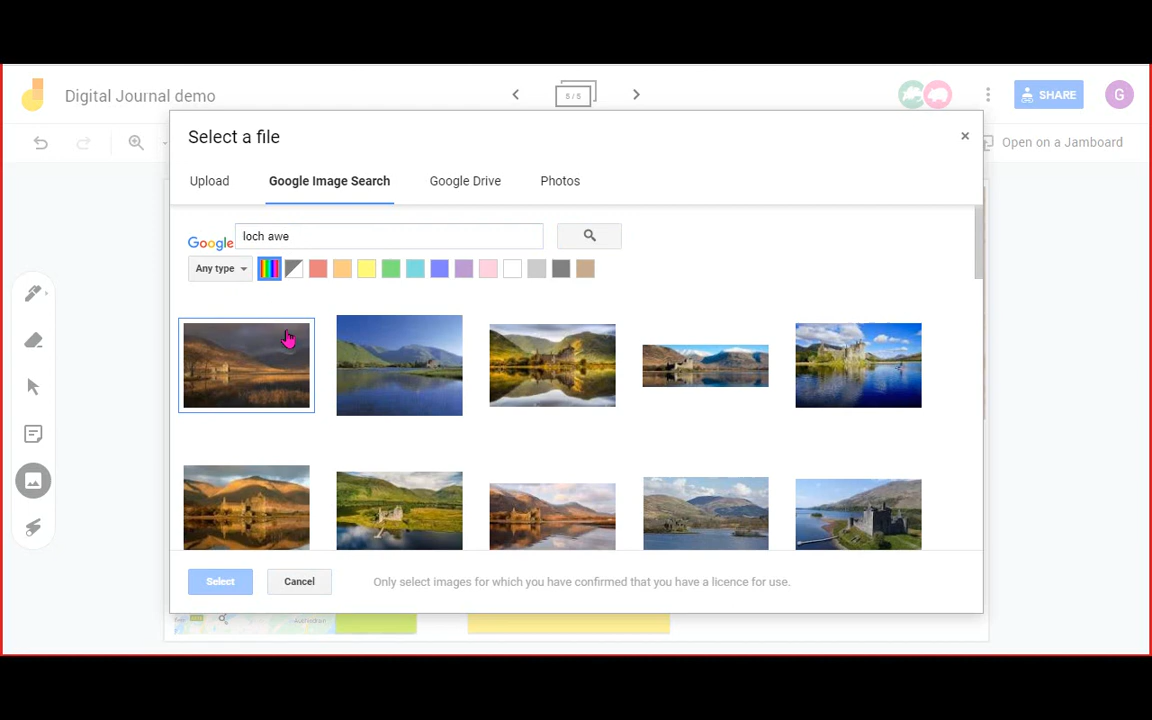 Digital Journal demo
5 / 5
SHARE
G
Open on a Jamboard
Select a file
×
Upload
Google Image Search
Google Drive
Photos
Google
loch awe
Any type
Select
Cancel
Only select images for which you have confirmed that you have a licence for use.